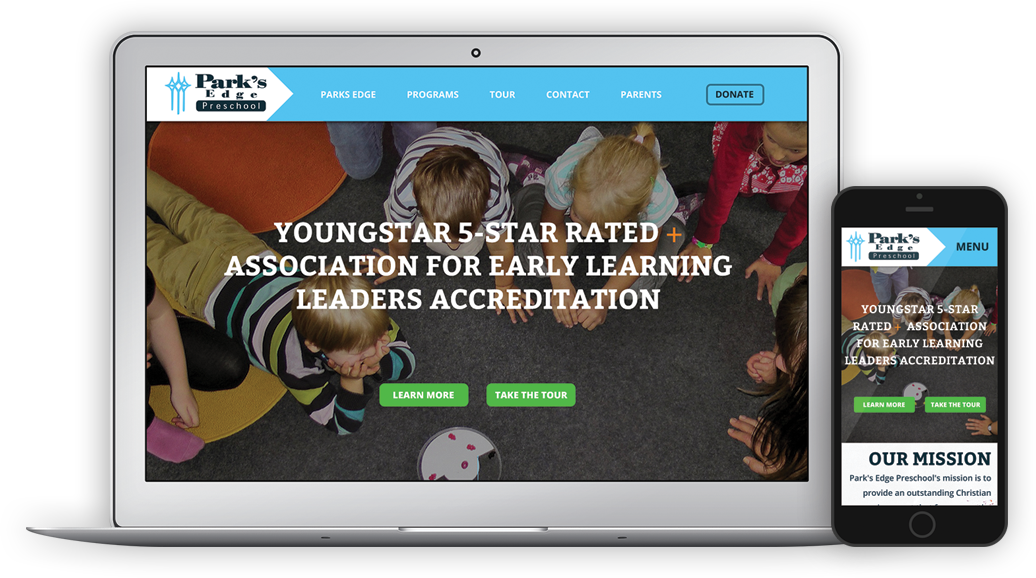 Park's
Edge
Preschool
PARKS EDGE PROGRAMS TOUR CONTACT PARENTS DONATE
YOUNGSTAR 5-STAR RATED +
ASSOCIATION FOR EARLY LEARNING
LEADERS ACCREDITATION
LEARN MORE TAKE THE TOUR
Park's
Edge
Preschool
MENU
YOUNGSTAR 5-STAR
RATED + ASSOCIATION
FOR EARLY LEARNING
LEADERS ACCREDITATION
LEARN MORE TAKE THE TOUR
OUR MISSION
Park's Edge Preschool's mission is to
provide an outstanding Christian